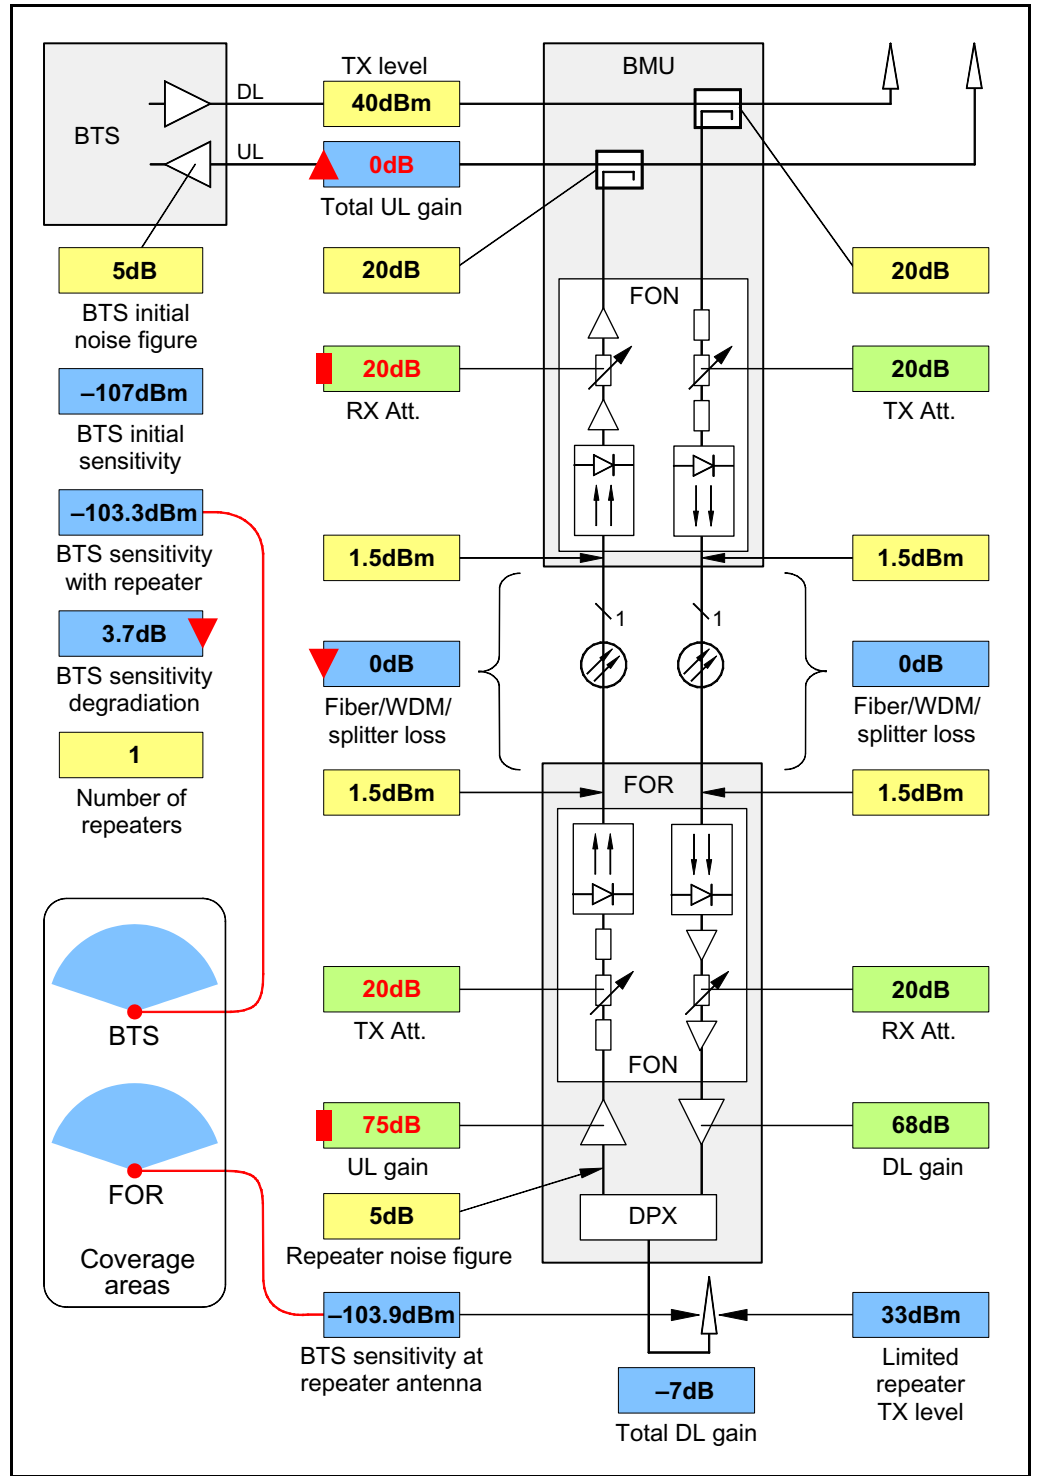 TX level
BMU
DL
40dBm
BTS
UL
0dB
Total UL gain
5dB
20dB
20dB
BTS initial
noise figure
FON
20dB
20dB
RX Att.
TX Att.
–107dBm
BTS initial
sensitivity
–103.3dBm
BTS sensitivity
with repeater
1.5dBm
1.5dBm
3.7dB
BTS sensitivity
degradation
1
1
0dB
0dB
Fiber/WDM/
splitter loss
Fiber/WDM/
splitter loss
1
Number of
repeaters
1.5dBm
FOR
1.5dBm
20dB
20dB
TX Att.
RX Att.
FON
BTS
75dB
68dB
UL gain
DL gain
FOR
5dB
DPX
Repeater noise figure
Coverage
areas
–103.9dBm
33dBm
BTS sensitivity at
repeater antenna
Limited
repeater
TX level
–7dB
Total DL gain